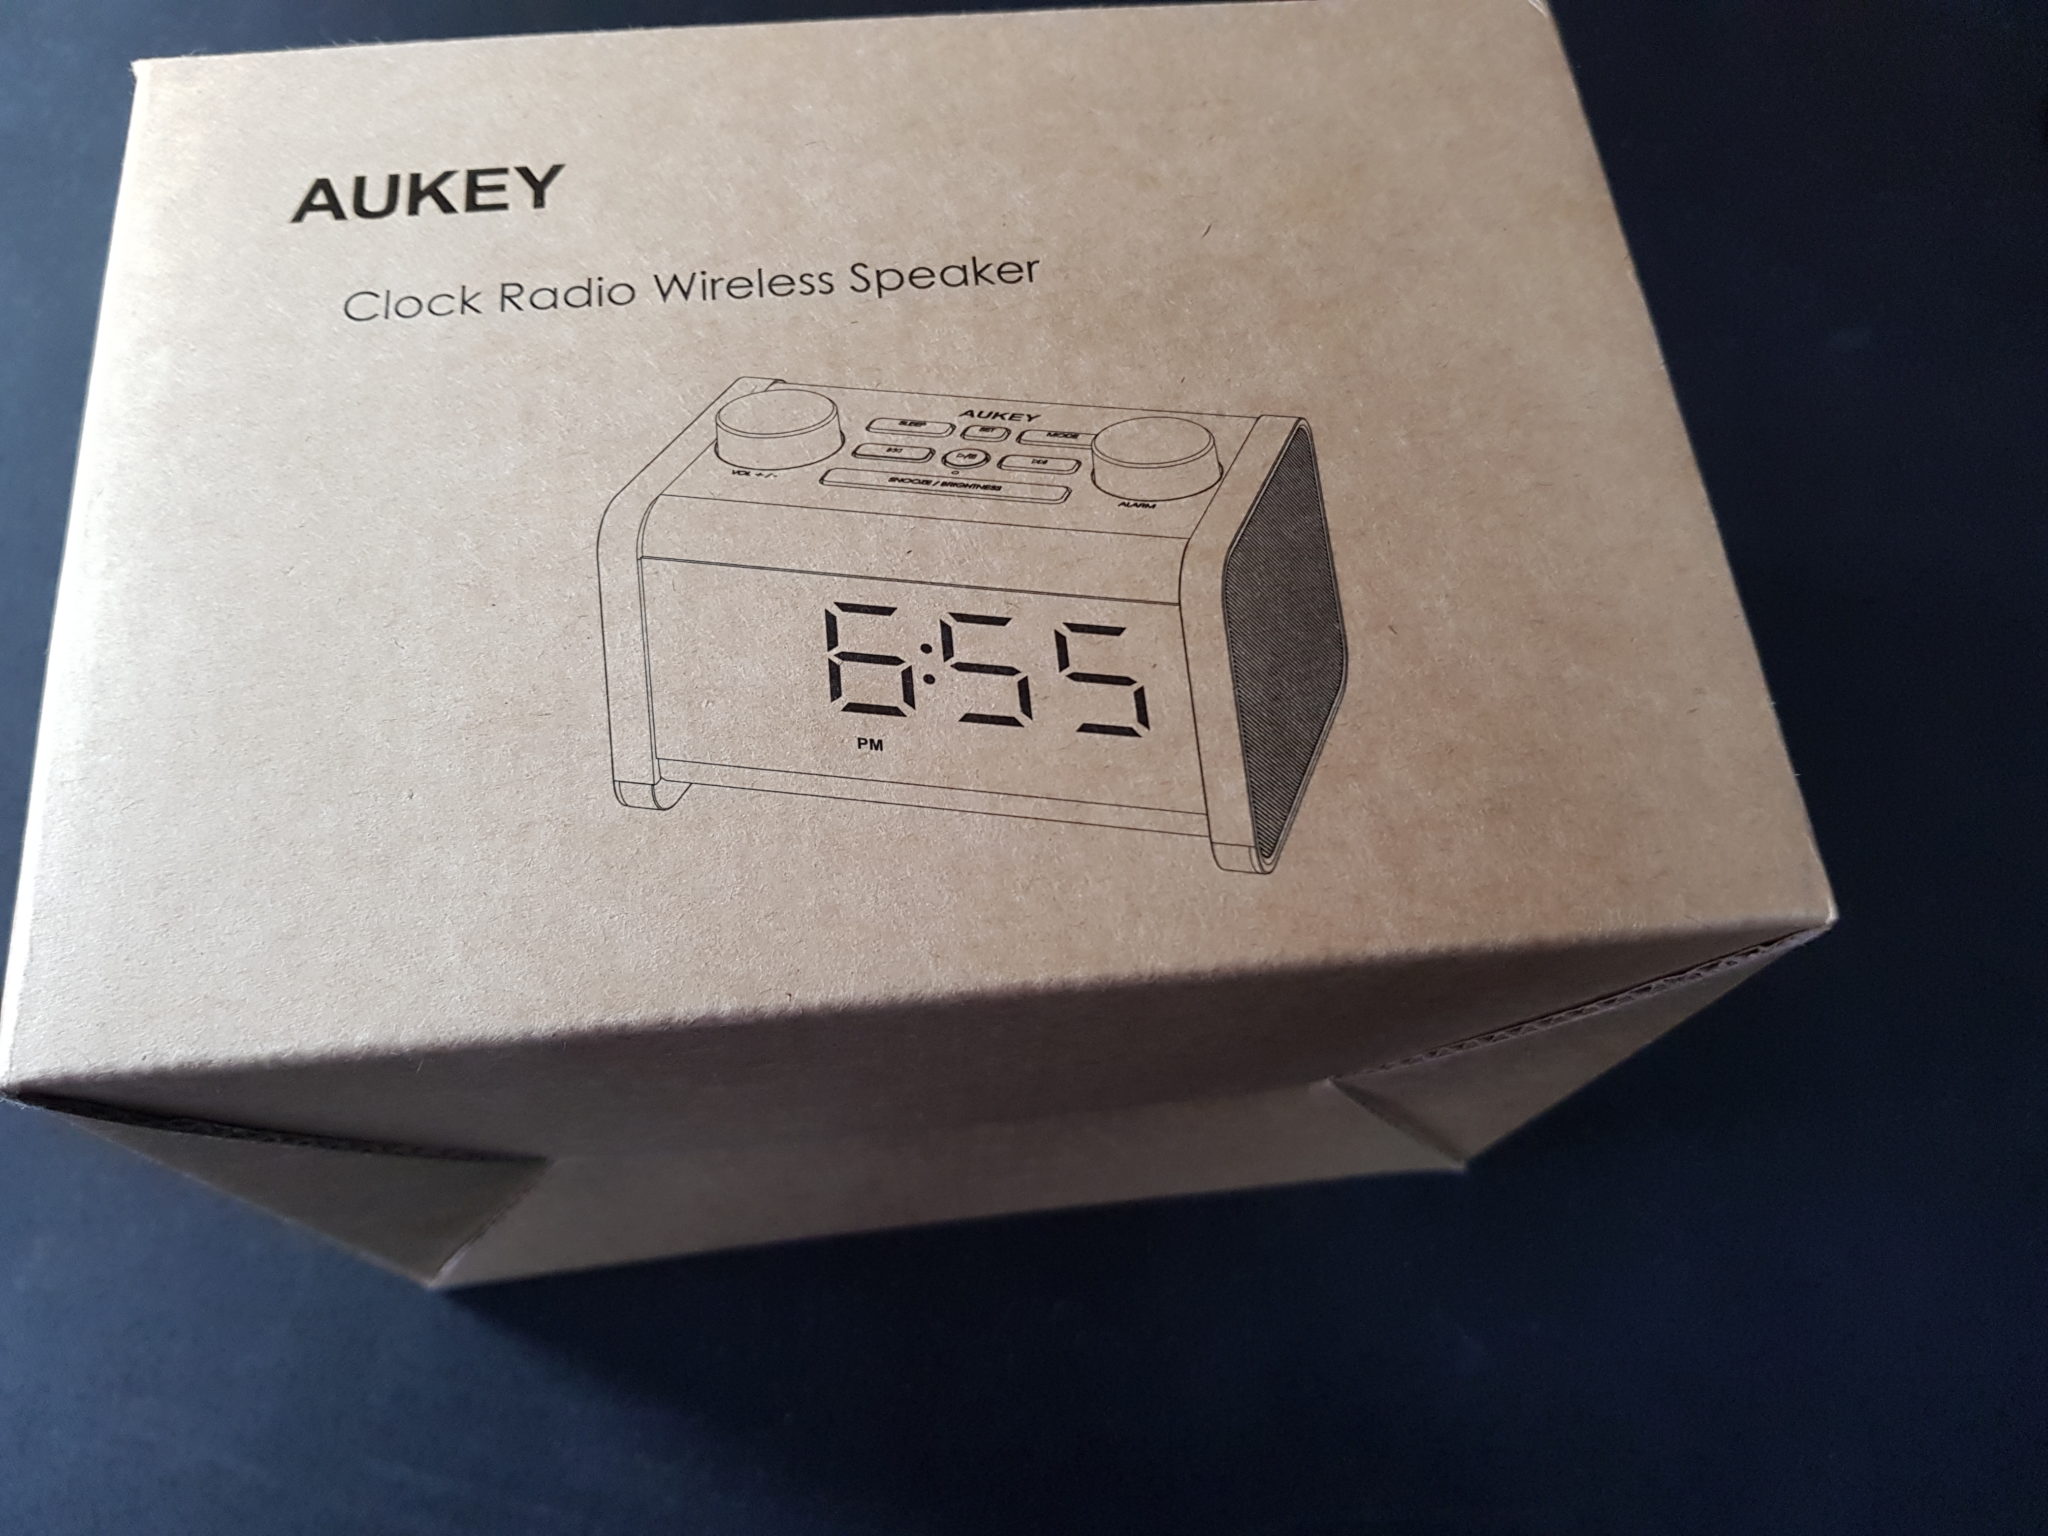 AUKEY
Clock Radio Wireless Speaker
AUKEY
SLEEP SET MODE
VOL +/-
SNOOZE / BRIGHTNESS
ALARM
6:55
PM